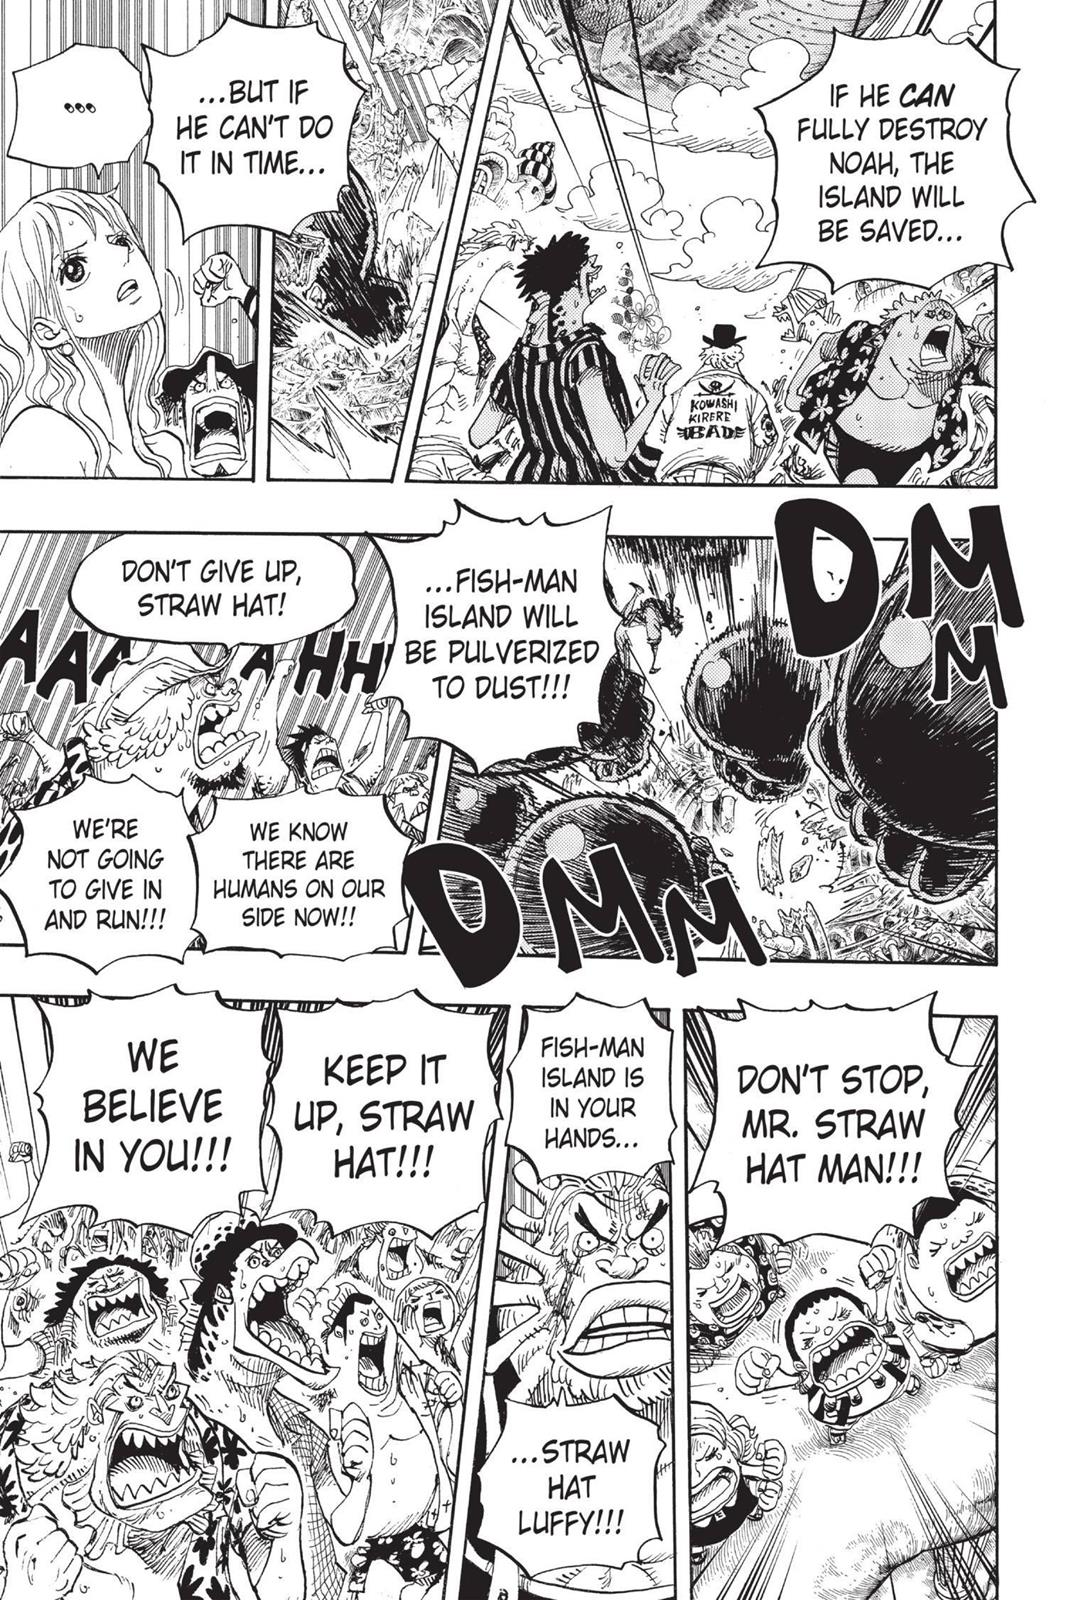 IF HE CAN
FULLY DESTROY
NOAH, THE
ISLAND WILL
BE SAVED...
KOWASHI
KIRERE
BAD
...BUT IF
HE CAN'T DO
IT IN TIME...
...
DMM
...FISH-MAN
ISLAND WILL
BE PULVERIZED
TO DUST!!!
DMM
DON'T GIVE UP,
STRAW HAT!
AAAAAHHH
WE KNOW
THERE ARE
HUMANS ON OUR
SIDE NOW!!
WE'RE
NOT GOING
TO GIVE IN
AND RUN!!!
DON'T STOP,
MR. STRAW
HAT MAN!!!
FISH-MAN
ISLAND IS
IN YOUR
HANDS...
...STRAW
HAT
LUFFY!!!
KEEP IT
UP, STRAW
HAT!!!
WE
BELIEVE
IN YOU!!!